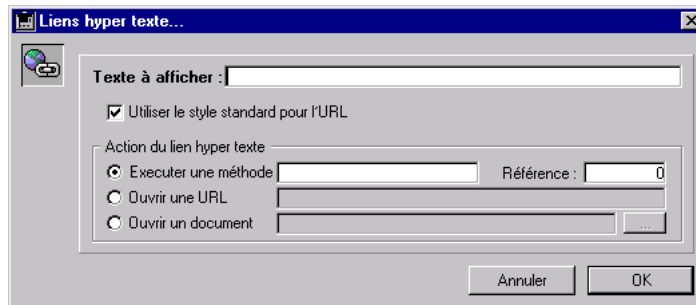 Liens hyper texte...
Texte à afficher :
Utiliser le style standard pour l'URL
Action du lien hyper texte
Executer une méthode Référence : 0
Ouvrir une URL
Ouvrir un document ...
Annuler OK